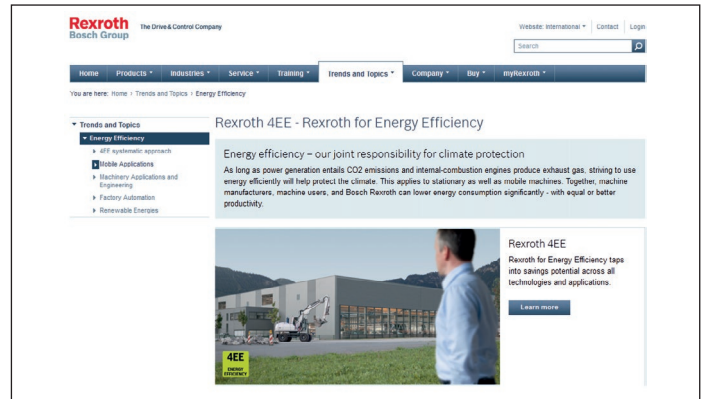 Rexroth
Bosch Group
The Drive & Control Company
Website: International
Contact
Login
Search
Home
Products
Industries
Service
Training
Trends and Topics
Company
Buy
myRexroth
You are here: Home › Trends and Topics › Energy Efficiency
Trends and Topics
Energy Efficiency
4EE systematic approach
Mobile Applications
Machinery Applications and
Engineering
Factory Automation
Renewable Energies
Rexroth 4EE - Rexroth for Energy Efficiency
Energy efficiency – our joint responsibility for climate protection
As long as power generation entails CO2 emissions and internal-combustion engines produce exhaust gas. striving to use
energy efficiently will help protect the climate. This applies to stationary as well as mobile machines. Together, machine
manufacturers, machine users, and Bosch Rexroth can lower energy consumption significantly - with equal or better
productivity.
4EE
ENERGY
EFFICIENCY
Rexroth 4EE
Rexroth for Energy Efficiency taps
into savings potential across all
technologies and applications.
Learn more